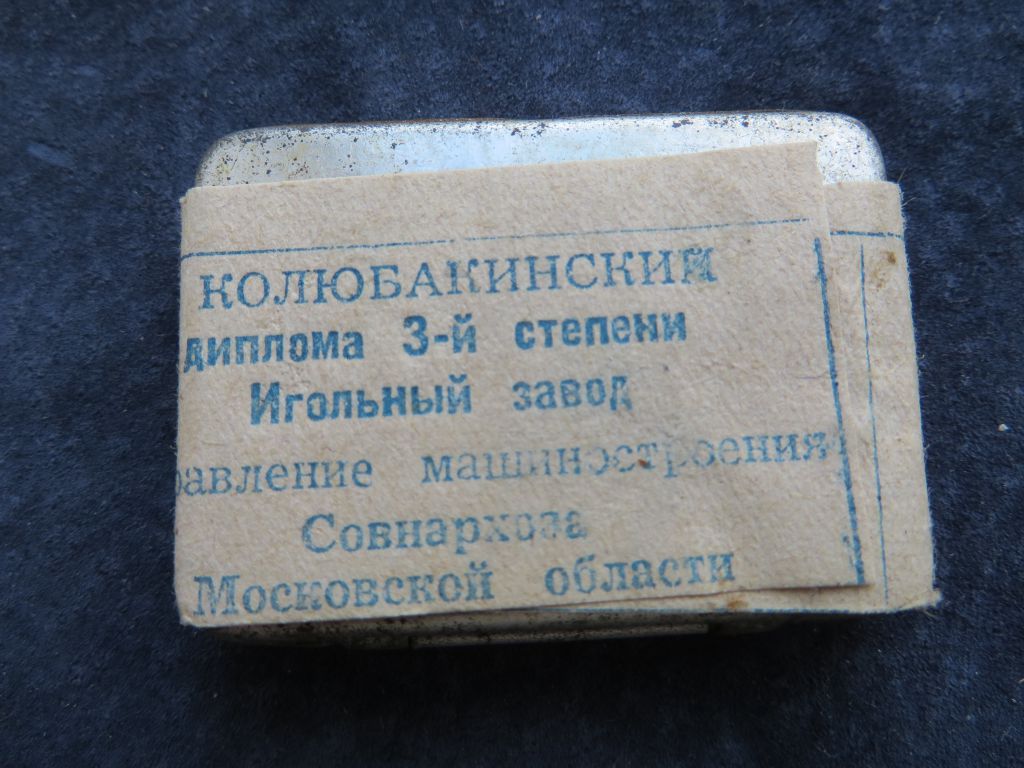 КОЛЮБАКИНСКИЙ
диплома 3-й степени
Игольный завод
равление машиностроения
Совнархоза
Московской области